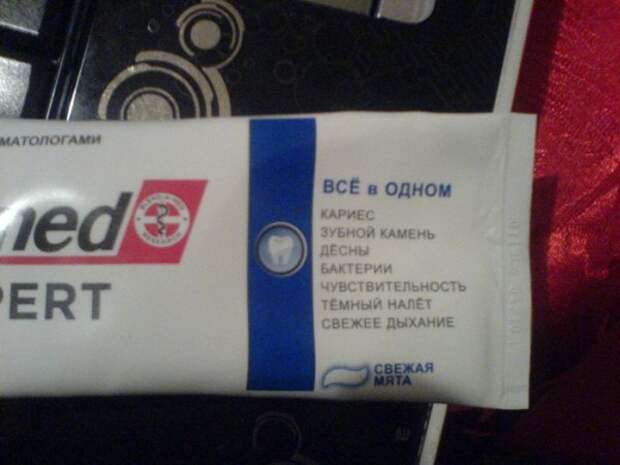 МАТОЛОГАМИ
med
PERT
ВСЁ в ОДНОМ
КАРИЕС
ЗУБНОЙ КАМЕНЬ
ДЁСНЫ
БАКТЕРИИ
ЧУВСТВИТЕЛЬНОСТЬ
ТЁМНЫЙ НАЛЁТ
СВЕЖЕЕ ДЫХАНИЕ
СВЕЖАЯ
МЯТА